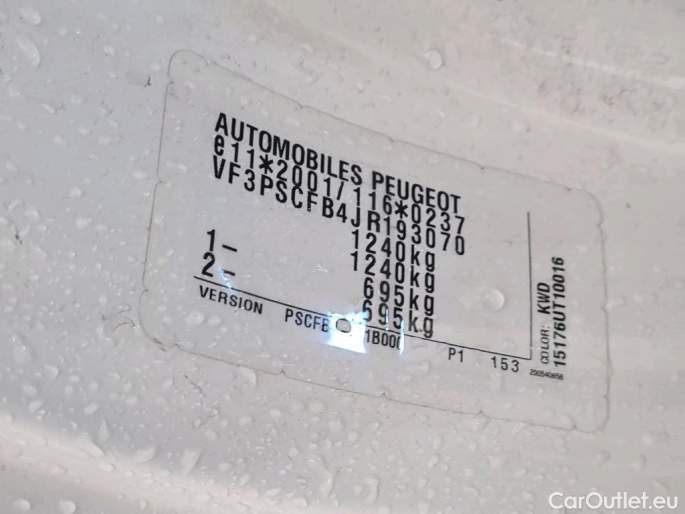 AUTOMOBILES PEUGEOT
e11*2001/116*0237
VF3PSCFB4JR193070
1240kg
1240kg
1- 695kg
2- 695kg
VERSION PSCFB 1B000 P1 153
COLOR: KWD
15176UT10016
CarOutlet.eu